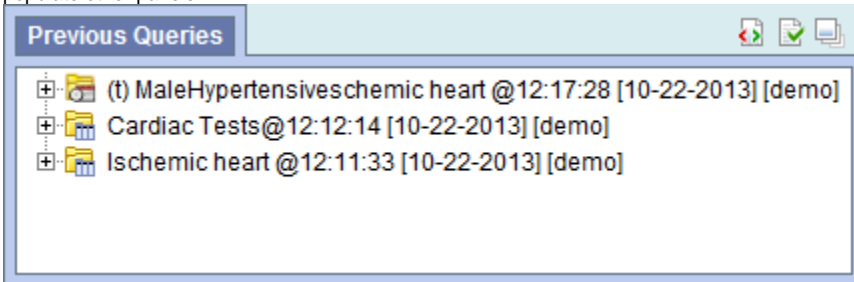 Previous Queries
(t) MaleHypertensiveschemic heart @12:17:28 [10-22-2013] [demo]
Cardiac Tests@12:12:14 [10-22-2013] [demo]
Ischemic heart @12:11:33 [10-22-2013] [demo]